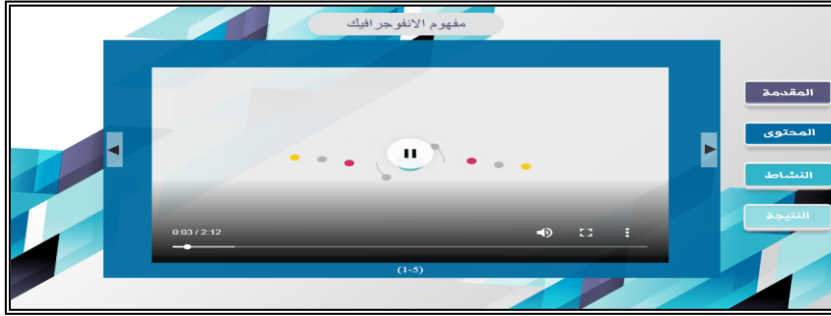 مفهوم الانفوجرافيك
المقدمة
المحتوى
النشاط
النتيجة
0:03 / 2:12
(1-5)